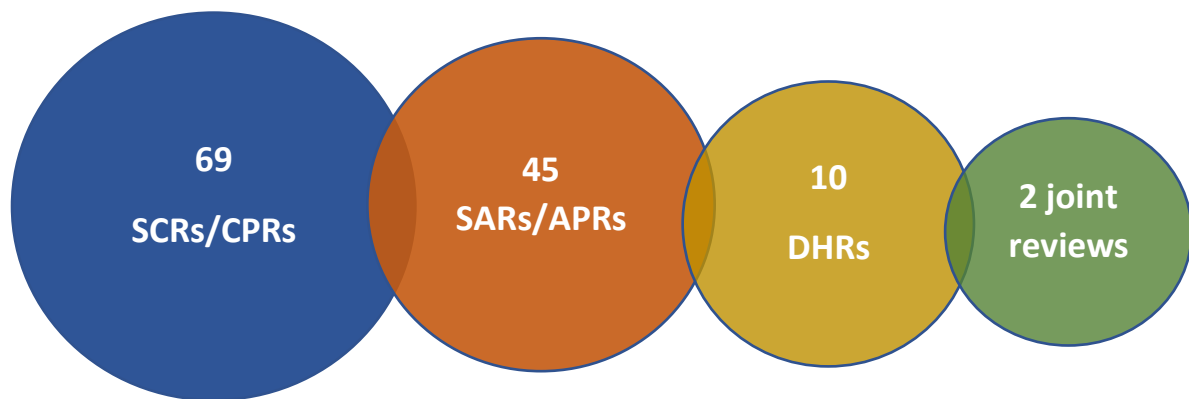 69
SCRs/CPRs
45
SARs/APRs
10
DHRs
2 joint
reviews